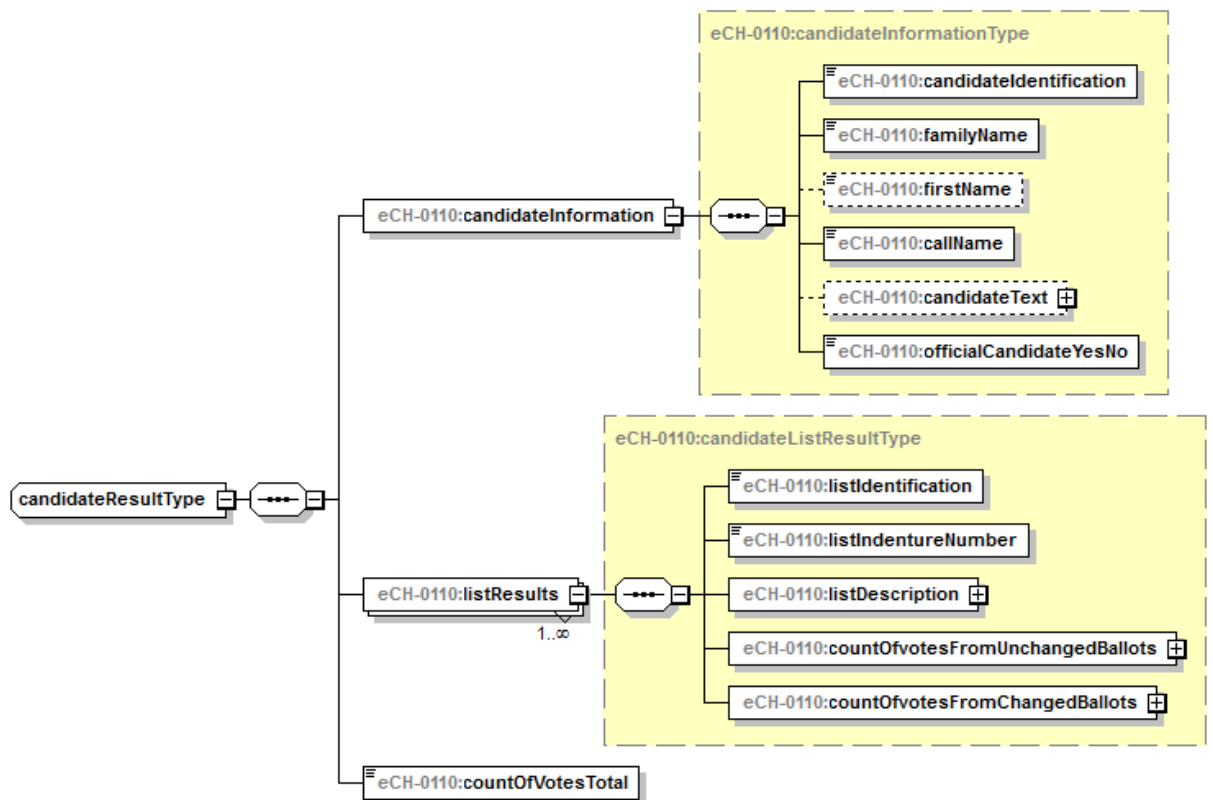 eCH-0110:candidateInformationType
eCH-0110:candidateIdentification
eCH-0110:familyName
eCH-0110:firstName
eCH-0110:candidateInformation
eCH-0110:callName
eCH-0110:candidateText
eCH-0110:officialCandidateYesNo
eCH-0110:candidateListResultType
candidateResultType
eCH-0110:listIdentification
eCH-0110:listIndentureNumber
eCH-0110:listResults
1..∞
eCH-0110:listDescription
eCH-0110:countOfvotesFromUnchangedBallots
eCH-0110:countOfvotesFromChangedBallots
eCH-0110:countOfVotesTotal